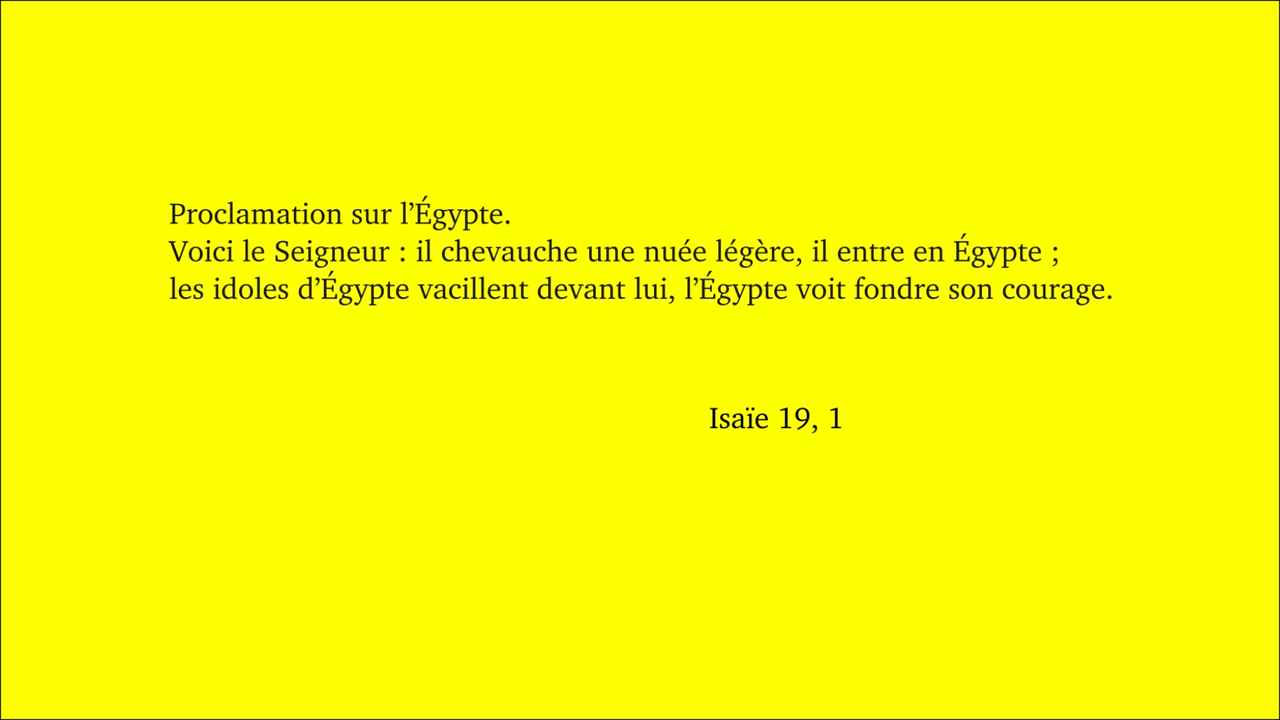 Proclamation sur l’Égypte.
Voici le Seigneur : il chevauche une nuée légère, il entre en Égypte ;
les idoles d’Égypte vacillent devant lui, l’Égypte voit fondre son courage.
Isaïe 19, 1